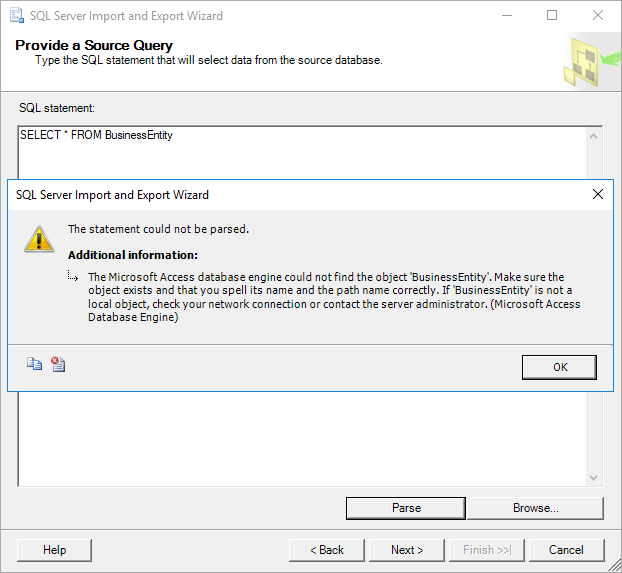 SQL Server Import and Export Wizard
Provide a Source Query
Type the SQL statement that will select data from the source database.
SQL statement:
SELECT * FROM BusinessEntity
SQL Server Import and Export Wizard
The statement could not be parsed.
Additional information:
The Microsoft Access database engine could not find the object 'BusinessEntity'. Make sure the
object exists and that you spell its name and the path name correctly. If 'BusinessEntity' is not a
local object, check your network connection or contact the server administrator. (Microsoft Access
Database Engine)
OK
Parse
Browse...
Help
< Back
Next >
Finish >>|
Cancel